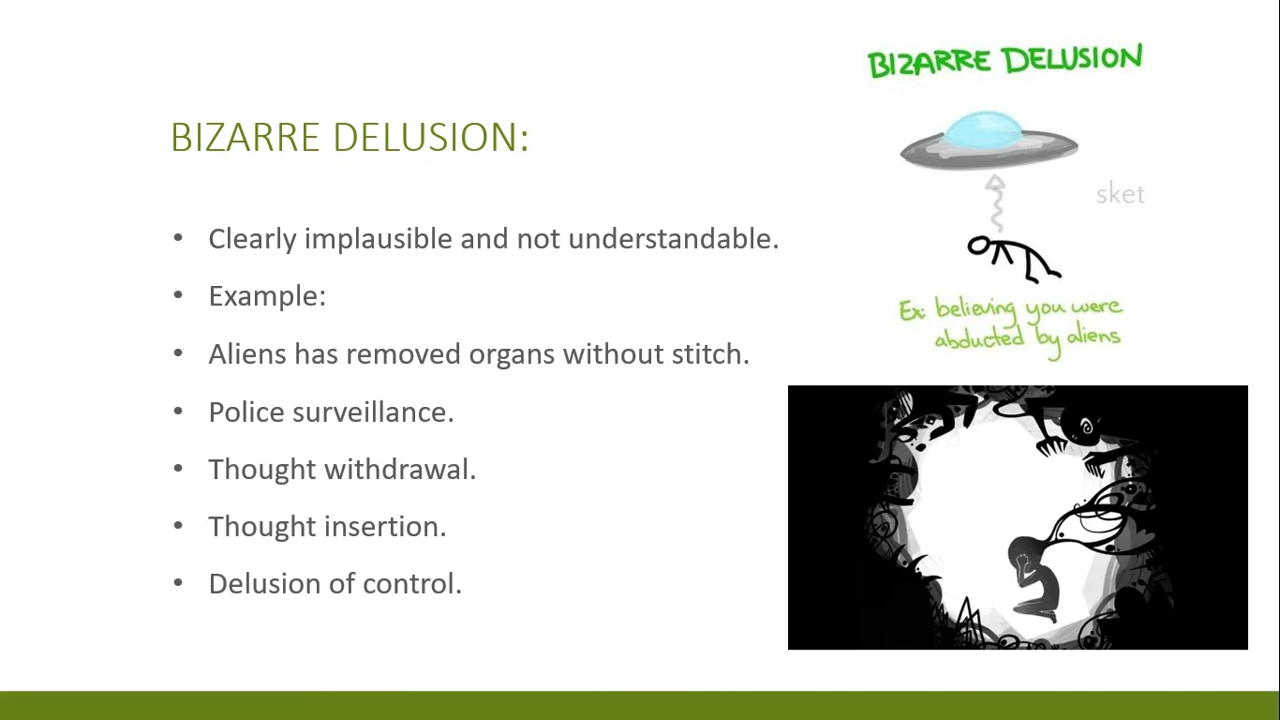 BIZARRE DELUSION:
• Clearly implausible and not understandable.
• Example:
• Aliens has removed organs without stitch.
• Police surveillance.
• Thought withdrawal.
• Thought insertion.
• Delusion of control.
BIZARRE DELUSION
sket
Ex: believing you were
abducted by aliens